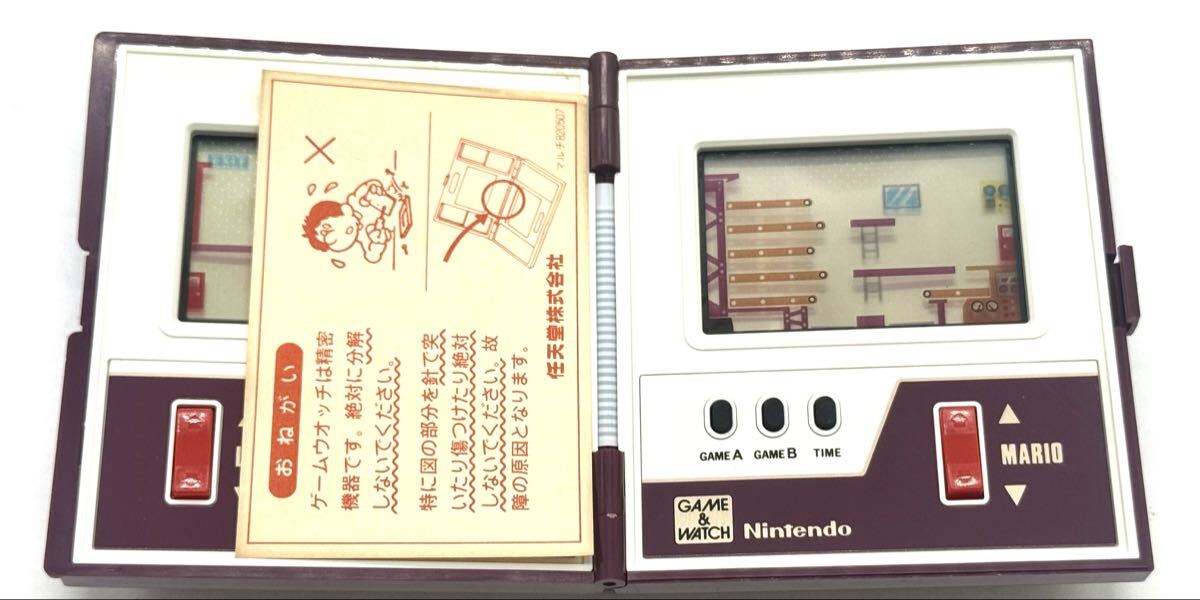 EXIT
マルチ820507
おねがい
ゲームウオッチは精密
機器です。絶対に分解
しないでください。
特に図の部分を針で突
いたり傷つけたり絶対
しないでください。故
障の原因となります。
任天堂株式会社
GAME A
GAME B
TIME
MARIO
GAME
&
WATCH
Nintendo